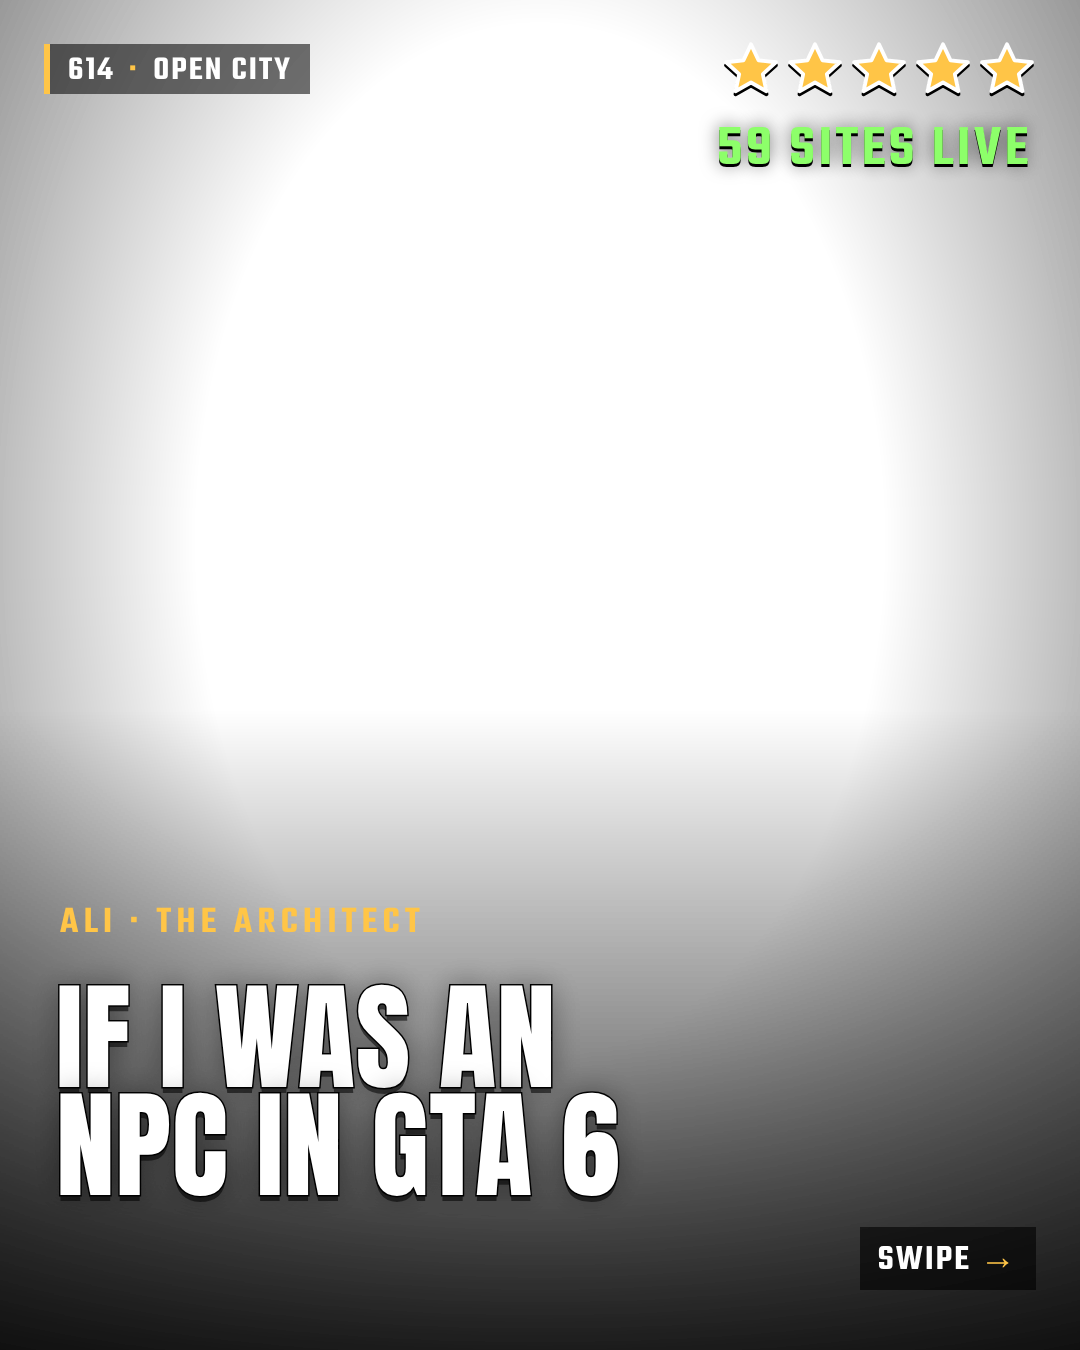 614 · OPEN CITY
59 SITES LIVE
ALI · THE ARCHITECT
IF I WAS AN
NPC IN GTA 6
SWIPE →